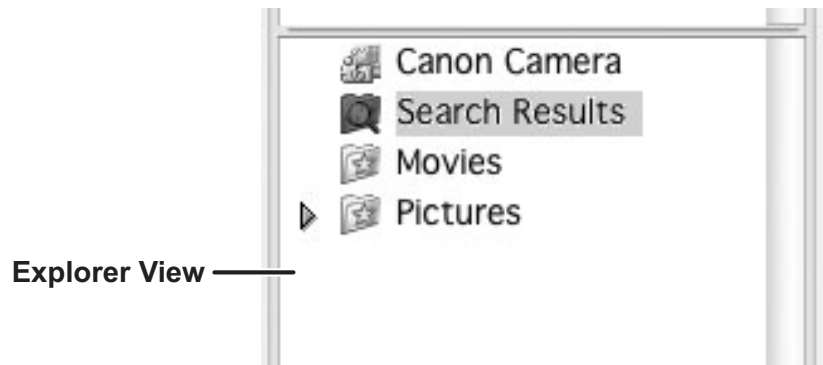 Canon Camera
Search Results
Movies
Pictures
Explorer View